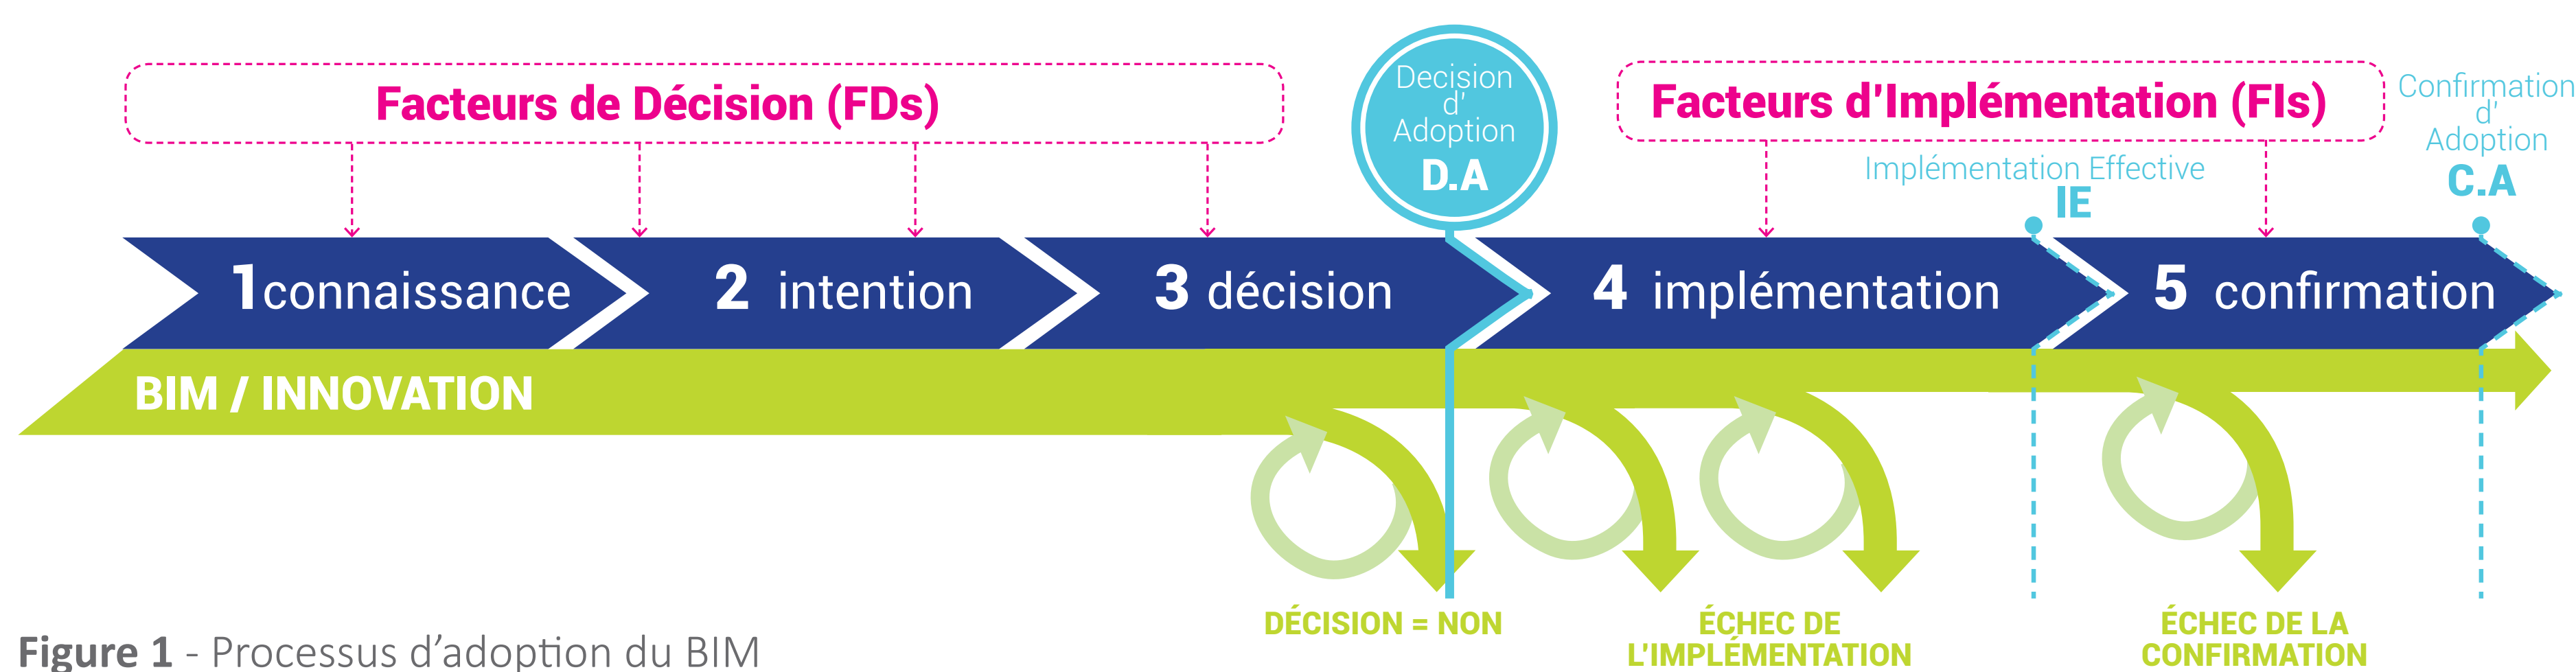 Facteurs de Décision (FDs)
Decision
d'
Adoption
D.A
Facteurs d'Implémentation (FIs)
Confirmation
d'
Adoption
C.A
Implémentation Effective
IE
1 connaissance
2 intention
3 décision
4 implémentation
5 confirmation
BIM / INNOVATION
DÉCISION = NON
ÉCHEC DE
L'IMPLÉMENTATION
ÉCHEC DE LA
CONFIRMATION
Figure 1 - Processus d'adoption du BIM